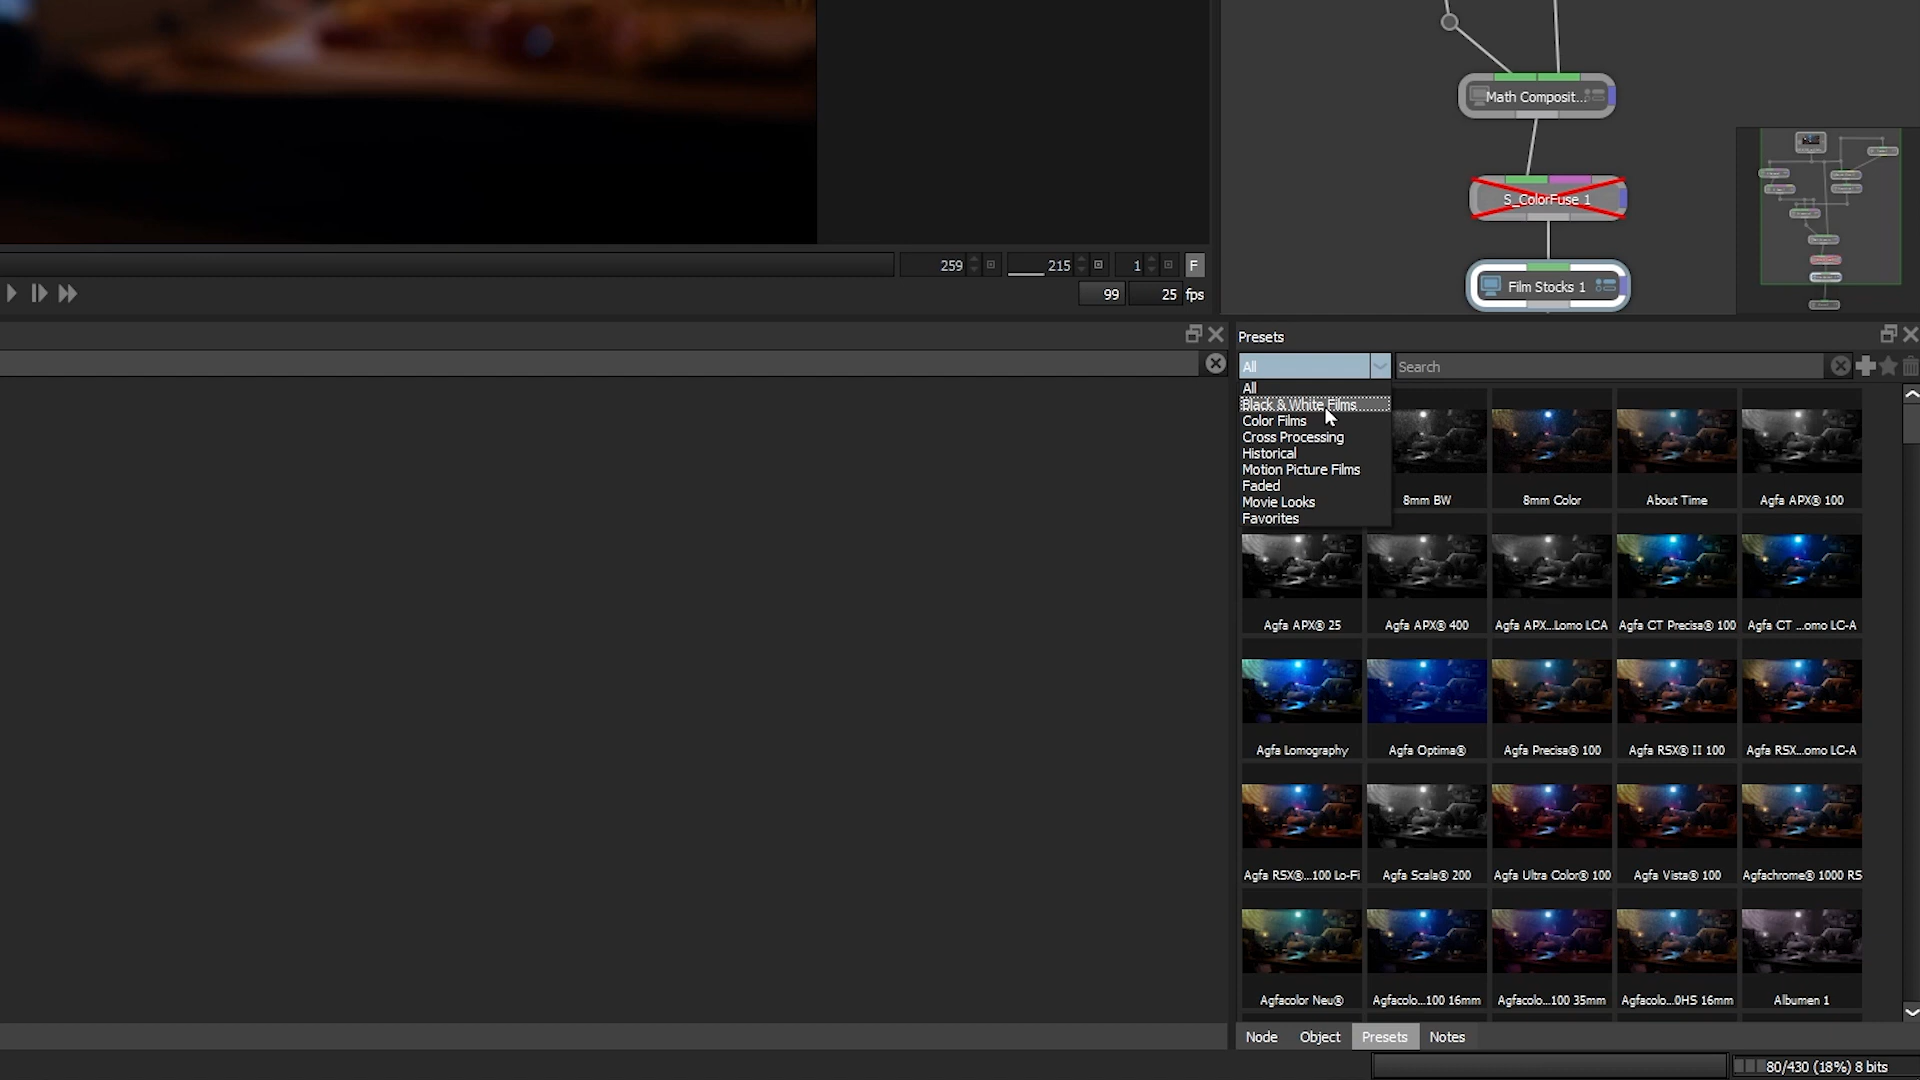 Math Composit...
S_ColorFuse 1
Film Stocks 1
259
215
1
F
99
25 fps
Presets
All
Search
All
Black & White Films
Color Films
Cross Processing
Historical
Motion Picture Films
Faded
Movie Looks
Favorites
8mm BW
8mm Color
About Time
Agfa APX® 100
Agfa APX® 25
Agfa APX® 400
Agfa APX...Lomo LCA
Agfa CT Precisa® 100
Agfa CT ...omo LC-A
Agfa Lomography
Agfa Optima®
Agfa Precisa® 100
Agfa RSX® II 100
Agfa RSX...omo LC-A
Agfa RSX®...100 Lo-Fi
Agfa Scala® 200
Agfa Ultra Color® 100
Agfa Vista® 100
Agfachrome® 1000 RS
Agfacolor Neu®
Agfacolo...100 16mm
Agfacolo...100 35mm
Agfacolo...0HS 16mm
Albumen 1
Node
Object
Presets
Notes
80/430 (18%) 8 bits